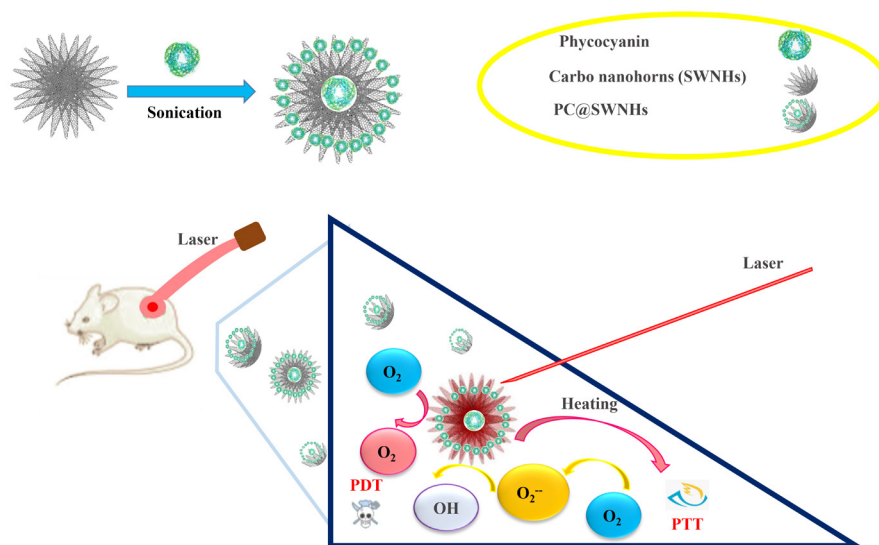 Phycocyanin
Carbo nanohorns (SWNHs)
PC@SWNHs
Sonication
Laser
Laser
O₂
Heating
O₂
PDT
OH
O₂⁻⁻
O₂
PTT